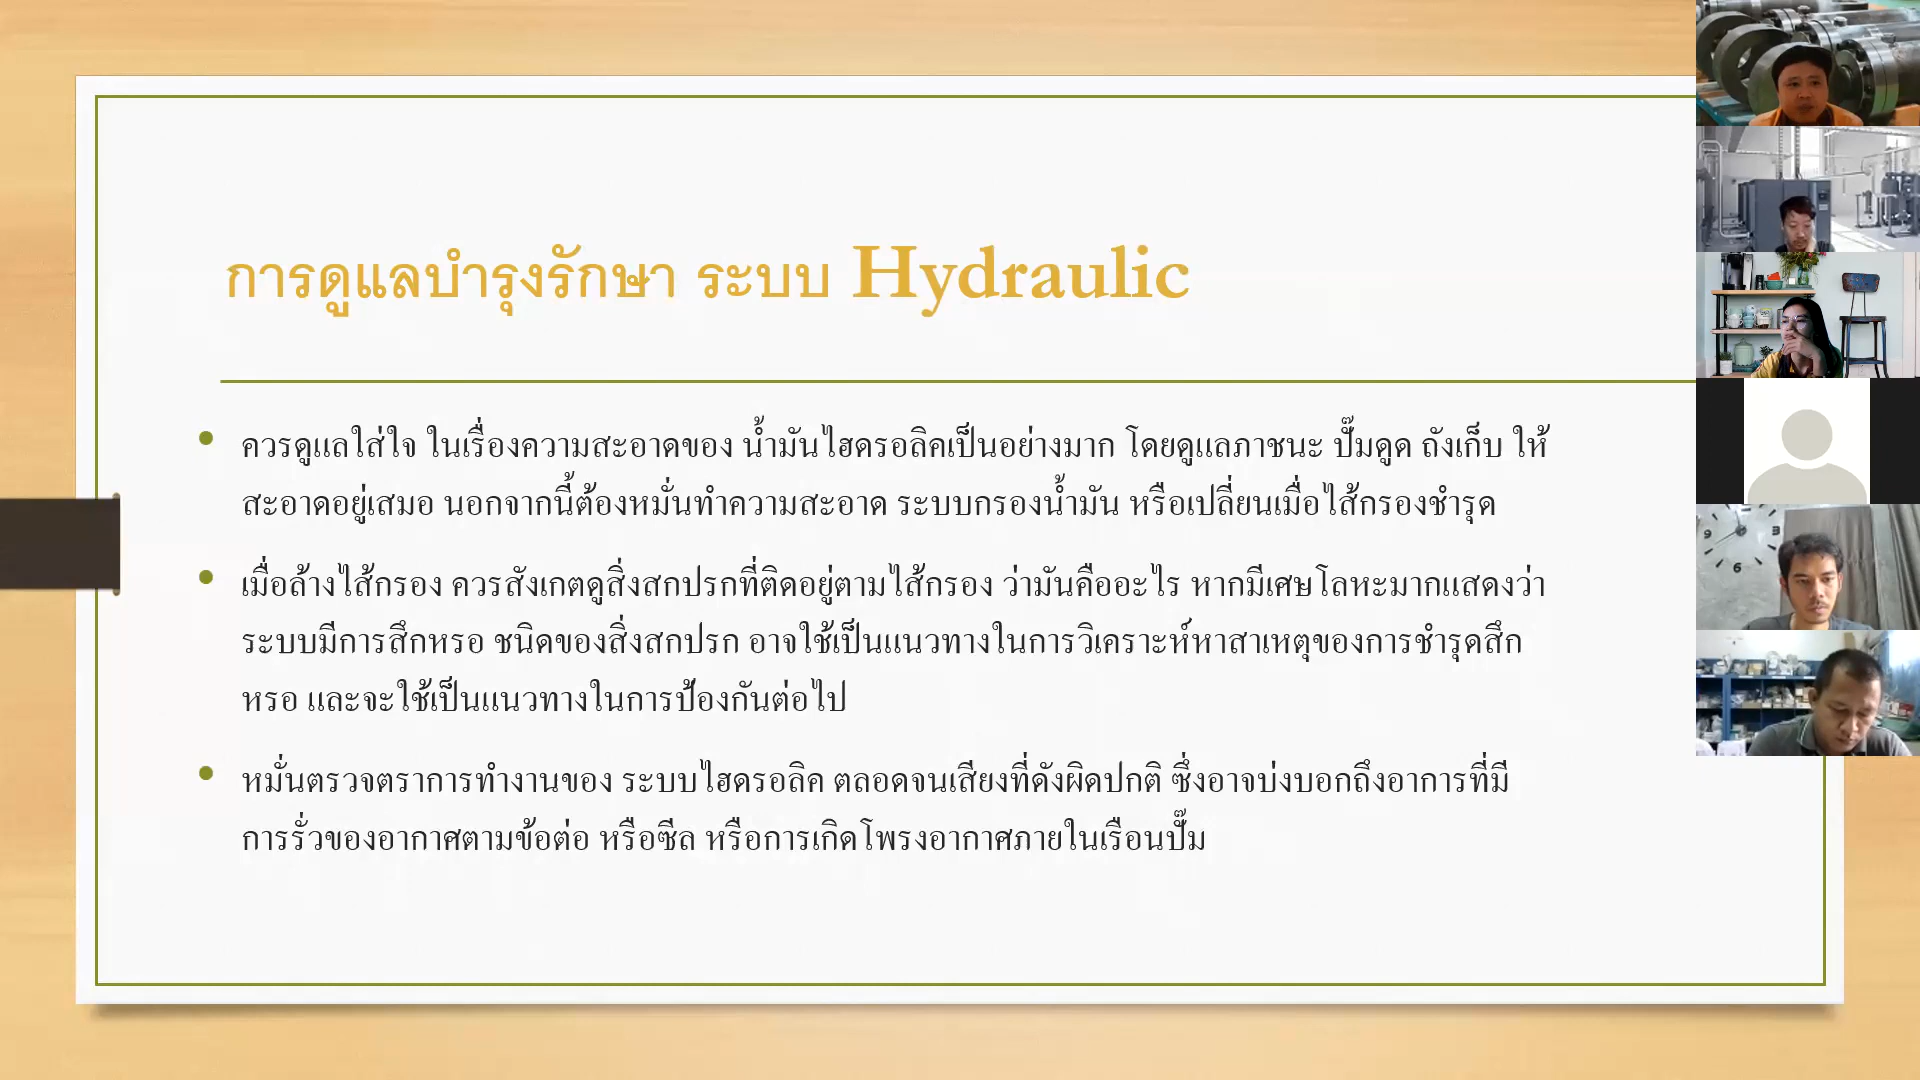 การดูแลบำรุงรักษา ระบบ Hydraulic
ควรดูแลใส่ใจ ในเรื่องความสะอาดของ น้ำมันไฮดรอลิคเป็นอย่างมาก โดยดูแลภาชนะ ปั๊มดูด ถังเก็บ ให้
สะอาดอยู่เสมอ นอกจากนี้ต้องหมั่นทำความสะอาด ระบบกรองน้ำมัน หรือเปลี่ยนเมื่อไส้กรองชำรุด
เมื่อล้างไส้กรอง ควรสังเกตดูสิ่งสกปรกที่ติดอยู่ตามไส้กรอง ว่ามันคืออะไร หากมีเศษโลหะมากแสดงว่า
ระบบมีการสึกหรอ ชนิดของสิ่งสกปรก อาจใช้เป็นแนวทางในการวิเคราะห์หาสาเหตุของการชำรุดสึก
หรอ และจะใช้เป็นแนวทางในการป้องกันต่อไป
หมั่นตรวจตราการทำงานของ ระบบไฮดรอลิค ตลอดจนเสียงที่ดังผิดปกติ ซึ่งอาจบ่งบอกถึงอาการที่มี
การรั่วของอากาศตามข้อต่อ หรือซีล หรือการเกิดโพรงอากาศภายในเรือนปั๊ม
9
3
6